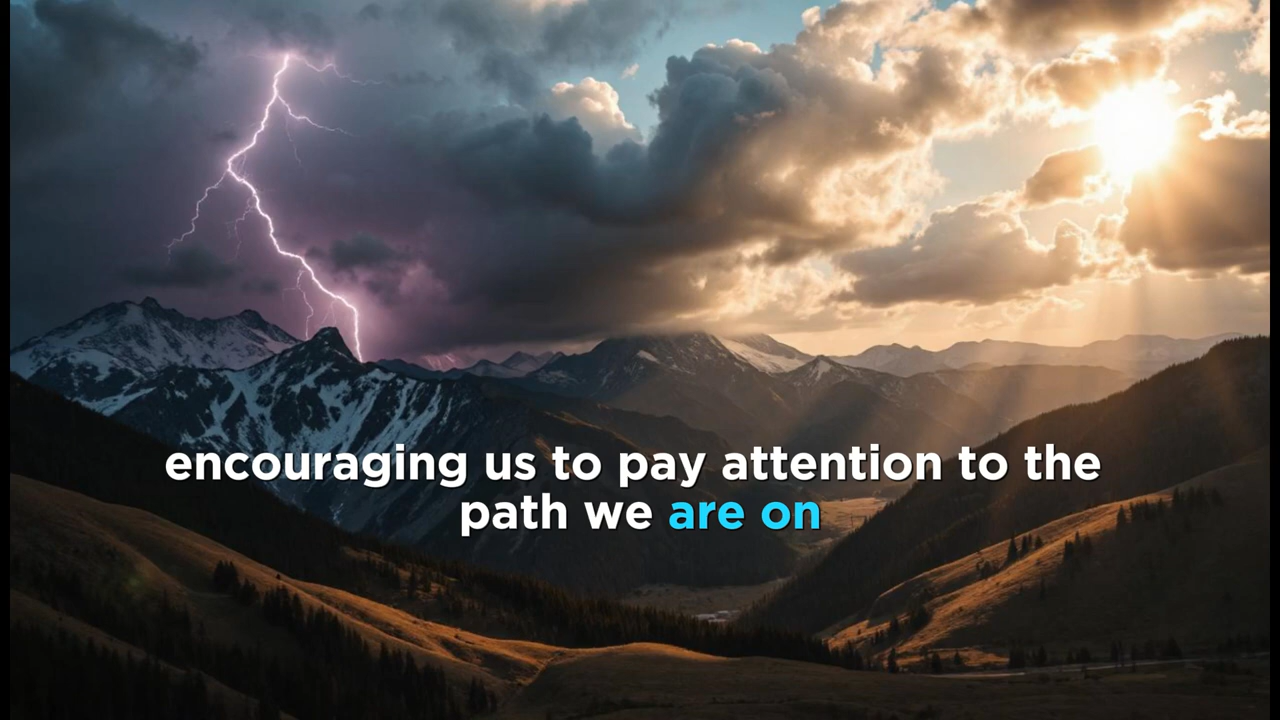 encouraging us to pay attention to the
path we are on